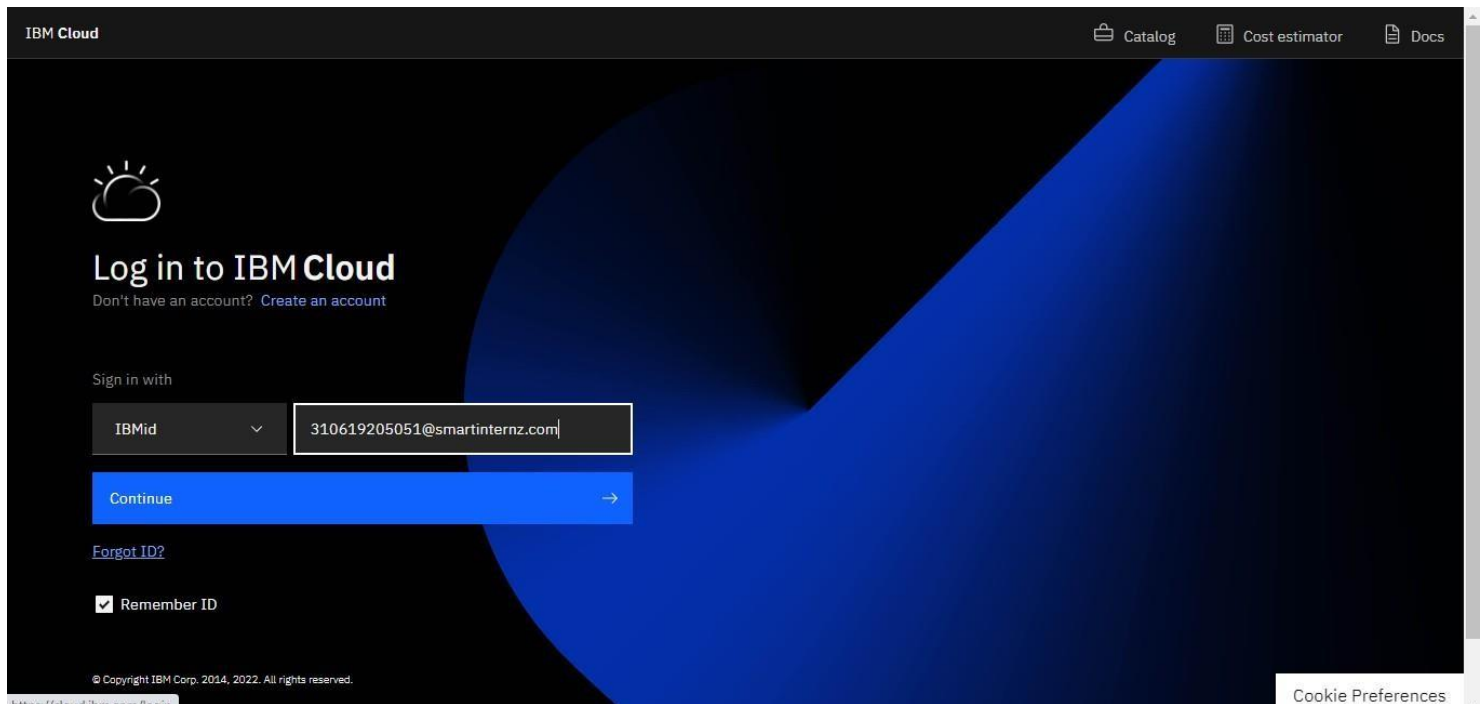 IBM Cloud
Catalog
Cost estimator
Docs
Log in to IBM Cloud
Don't have an account? Create an account
Sign in with
IBMid
310619205051@smartinternz.com
Continue
Forgot ID?
Remember ID
© Copyright IBM Corp. 2014, 2022. All rights reserved.
Cookie Preferences